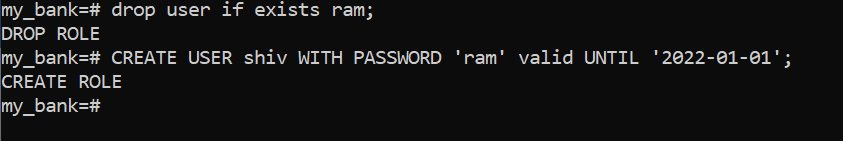 my_bank=# drop user if exists ram;
DROP ROLE
my_bank=# CREATE USER shiv WITH PASSWORD 'ram' valid UNTIL '2022-01-01';
CREATE ROLE
my_bank=#